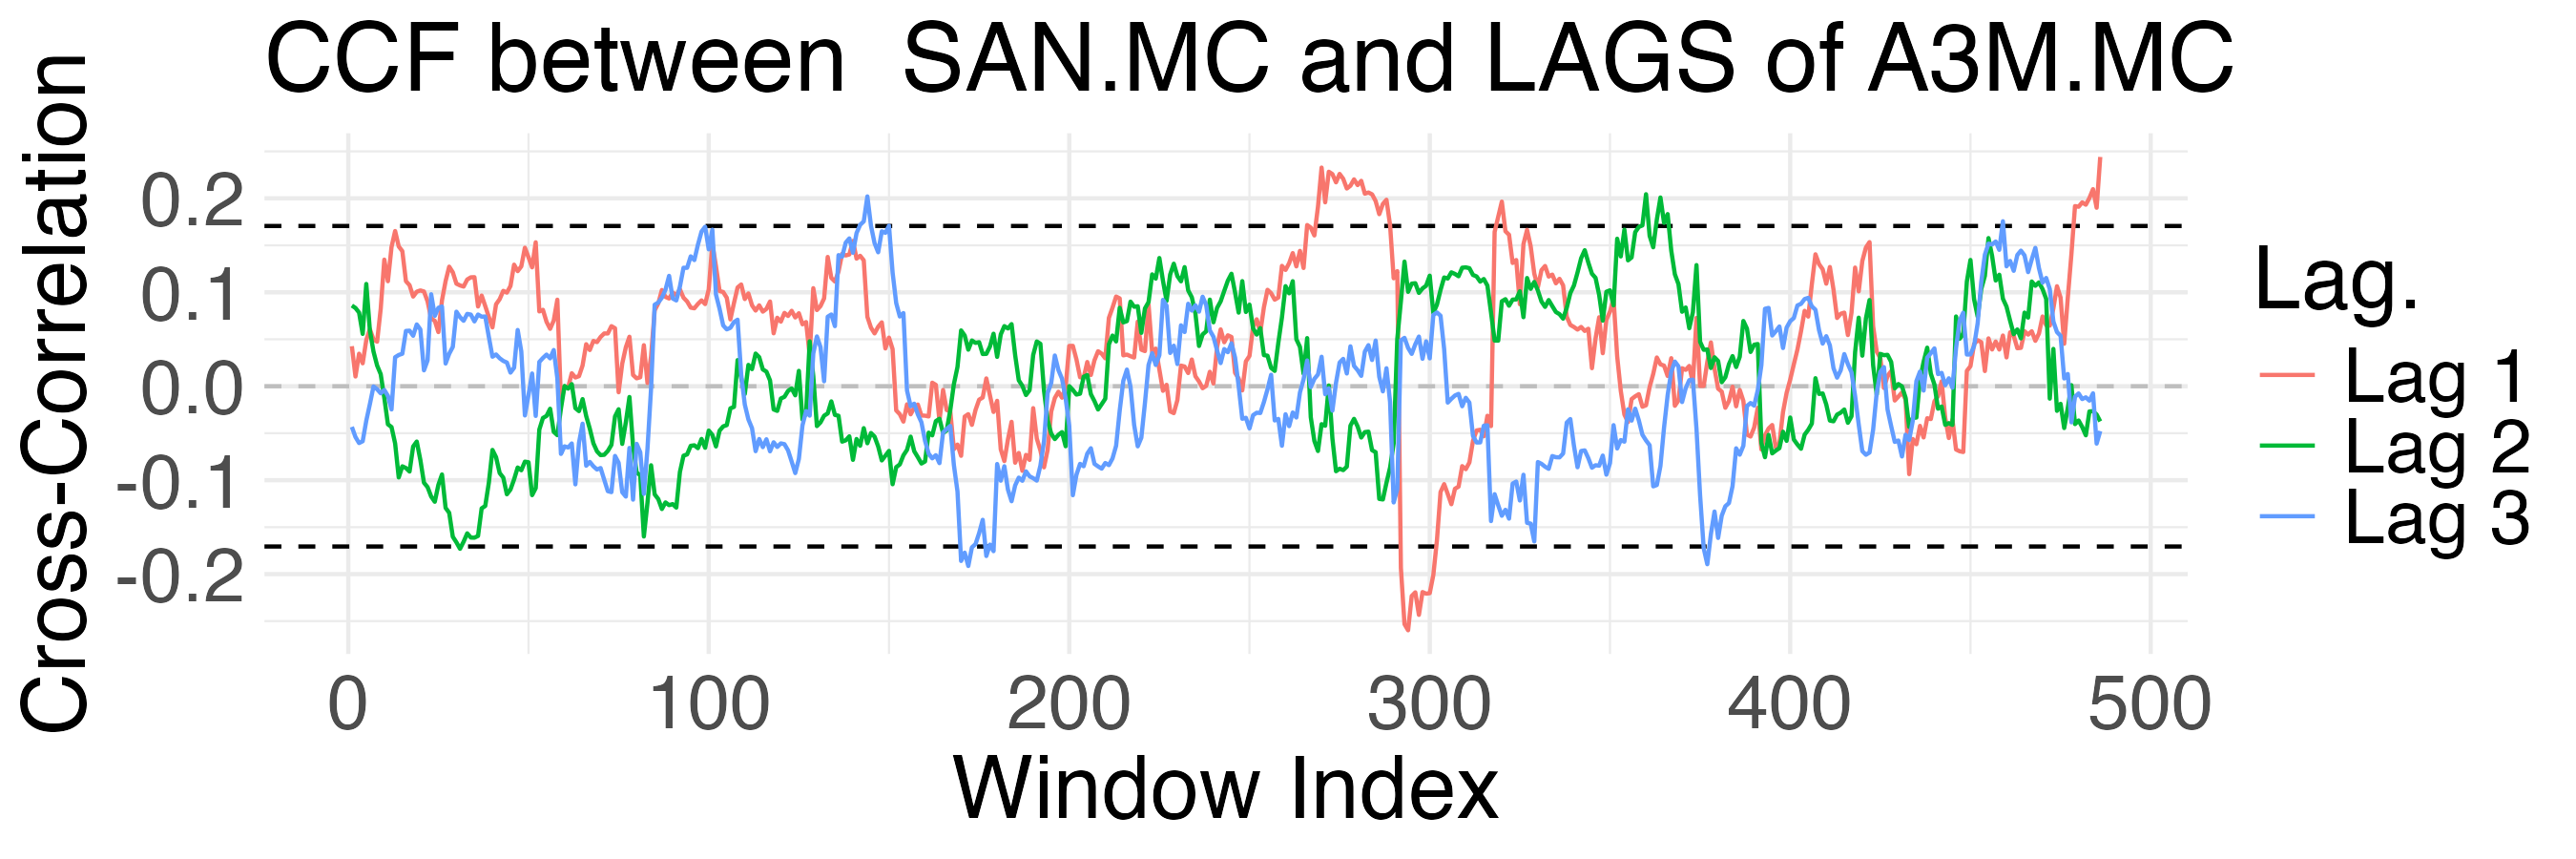 CCF between  SAN.MC and LAGS of A3M.MC
Cross-Correlation
0.2
0.1
0.0
-0.1
-0.2
0 100 200 300 400 500
Window Index
Lag.
Lag 1
Lag 2
Lag 3